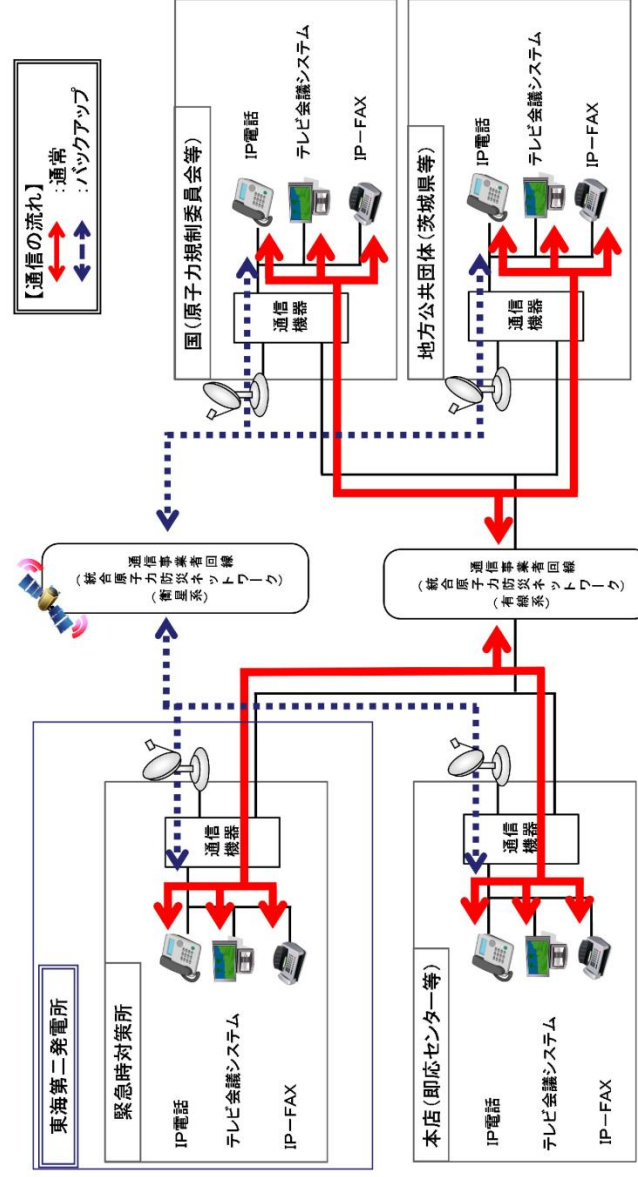 【通信の流れ】
:通常
:バックアップ
東海第二発電所
緊急時対策所
IP電話
テレビ会議システム
IP－FAX
通信
機器
本店(即応センター等)
IP電話
テレビ会議システム
IP－FAX
通信
機器
通信事業者回線
(統合原子力防災ネットワーク)
(衛星系)
通信事業者回線
(統合原子力防災ネットワーク)
(有線系)
国(原子力規制委員会等)
通信
機器
IP電話
テレビ会議システム
IP－FAX
地方公共団体(茨城県等)
通信
機器
IP電話
テレビ会議システム
IP－FAX